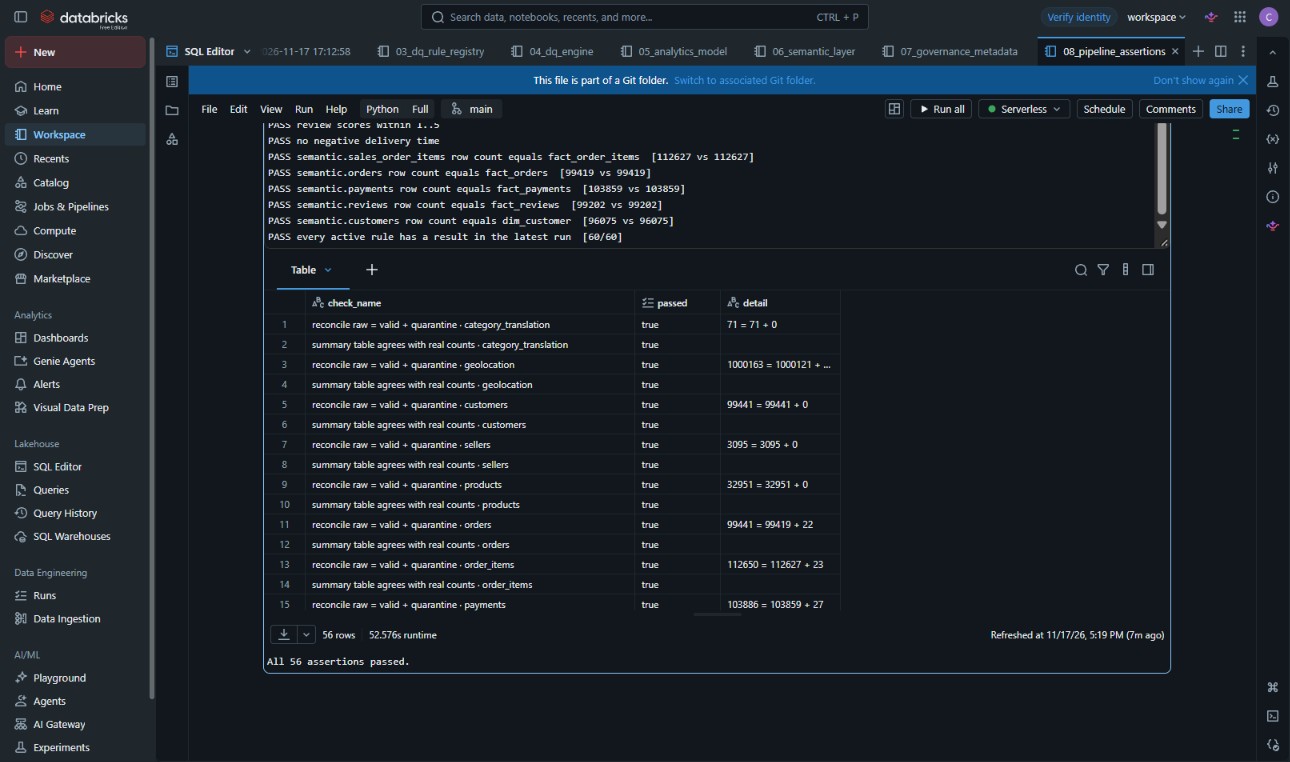 databricks
Free Edition
Search data, notebooks, recents, and more...
CTRL + P
Verify identity
workspace
C
New
Home
Learn
Workspace
Recents
Catalog
Jobs & Pipelines
Compute
Discover
Marketplace
Analytics
Dashboards
Genie Agents
Alerts
Visual Data Prep
Lakehouse
SQL Editor
Queries
Query History
SQL Warehouses
Data Engineering
Runs
Data Ingestion
AI/ML
Playground
Agents
AI Gateway
Experiments
SQL Editor
026-11-17 17:12:58
03_dq_rule_registry
04_dq_engine
05_analytics_model
06_semantic_layer
07_governance_metadata
08_pipeline_assertions
This file is part of a Git folder. Switch to associated Git folder.
Don't show again
File Edit View Run Help Python Full main
Run all
Serverless
Schedule
Comments
Share
PASS review scores within 1..5
PASS no negative delivery time
PASS semantic.sales_order_items row count equals fact_order_items [112627 vs 112627]
PASS semantic.orders row count equals fact_orders [99419 vs 99419]
PASS semantic.payments row count equals fact_payments [103859 vs 103859]
PASS semantic.reviews row count equals fact_reviews [99202 vs 99202]
PASS semantic.customers row count equals dim_customer [96075 vs 96075]
PASS every active rule has a result in the latest run [60/60]
Table
check_name passed detail
1 reconcile raw = valid + quarantine · category_translation true 71 = 71 + 0
2 summary table agrees with real counts · category_translation true
3 reconcile raw = valid + quarantine · geolocation true 1000163 = 1000121 + ...
4 summary table agrees with real counts · geolocation true
5 reconcile raw = valid + quarantine · customers true 99441 = 99441 + 0
6 summary table agrees with real counts · customers true
7 reconcile raw = valid + quarantine · sellers true 3095 = 3095 + 0
8 summary table agrees with real counts · sellers true
9 reconcile raw = valid + quarantine · products true 32951 = 32951 + 0
10 summary table agrees with real counts · products true
11 reconcile raw = valid + quarantine · orders true 99441 = 99419 + 22
12 summary table agrees with real counts · orders true
13 reconcile raw = valid + quarantine · order_items true 112650 = 112627 + 23
14 summary table agrees with real counts · order_items true
15 reconcile raw = valid + quarantine · payments true 103886 = 103859 + 27
56 rows
52.576s runtime
Refreshed at 11/17/26, 5:19 PM (7m ago)
All 56 assertions passed.